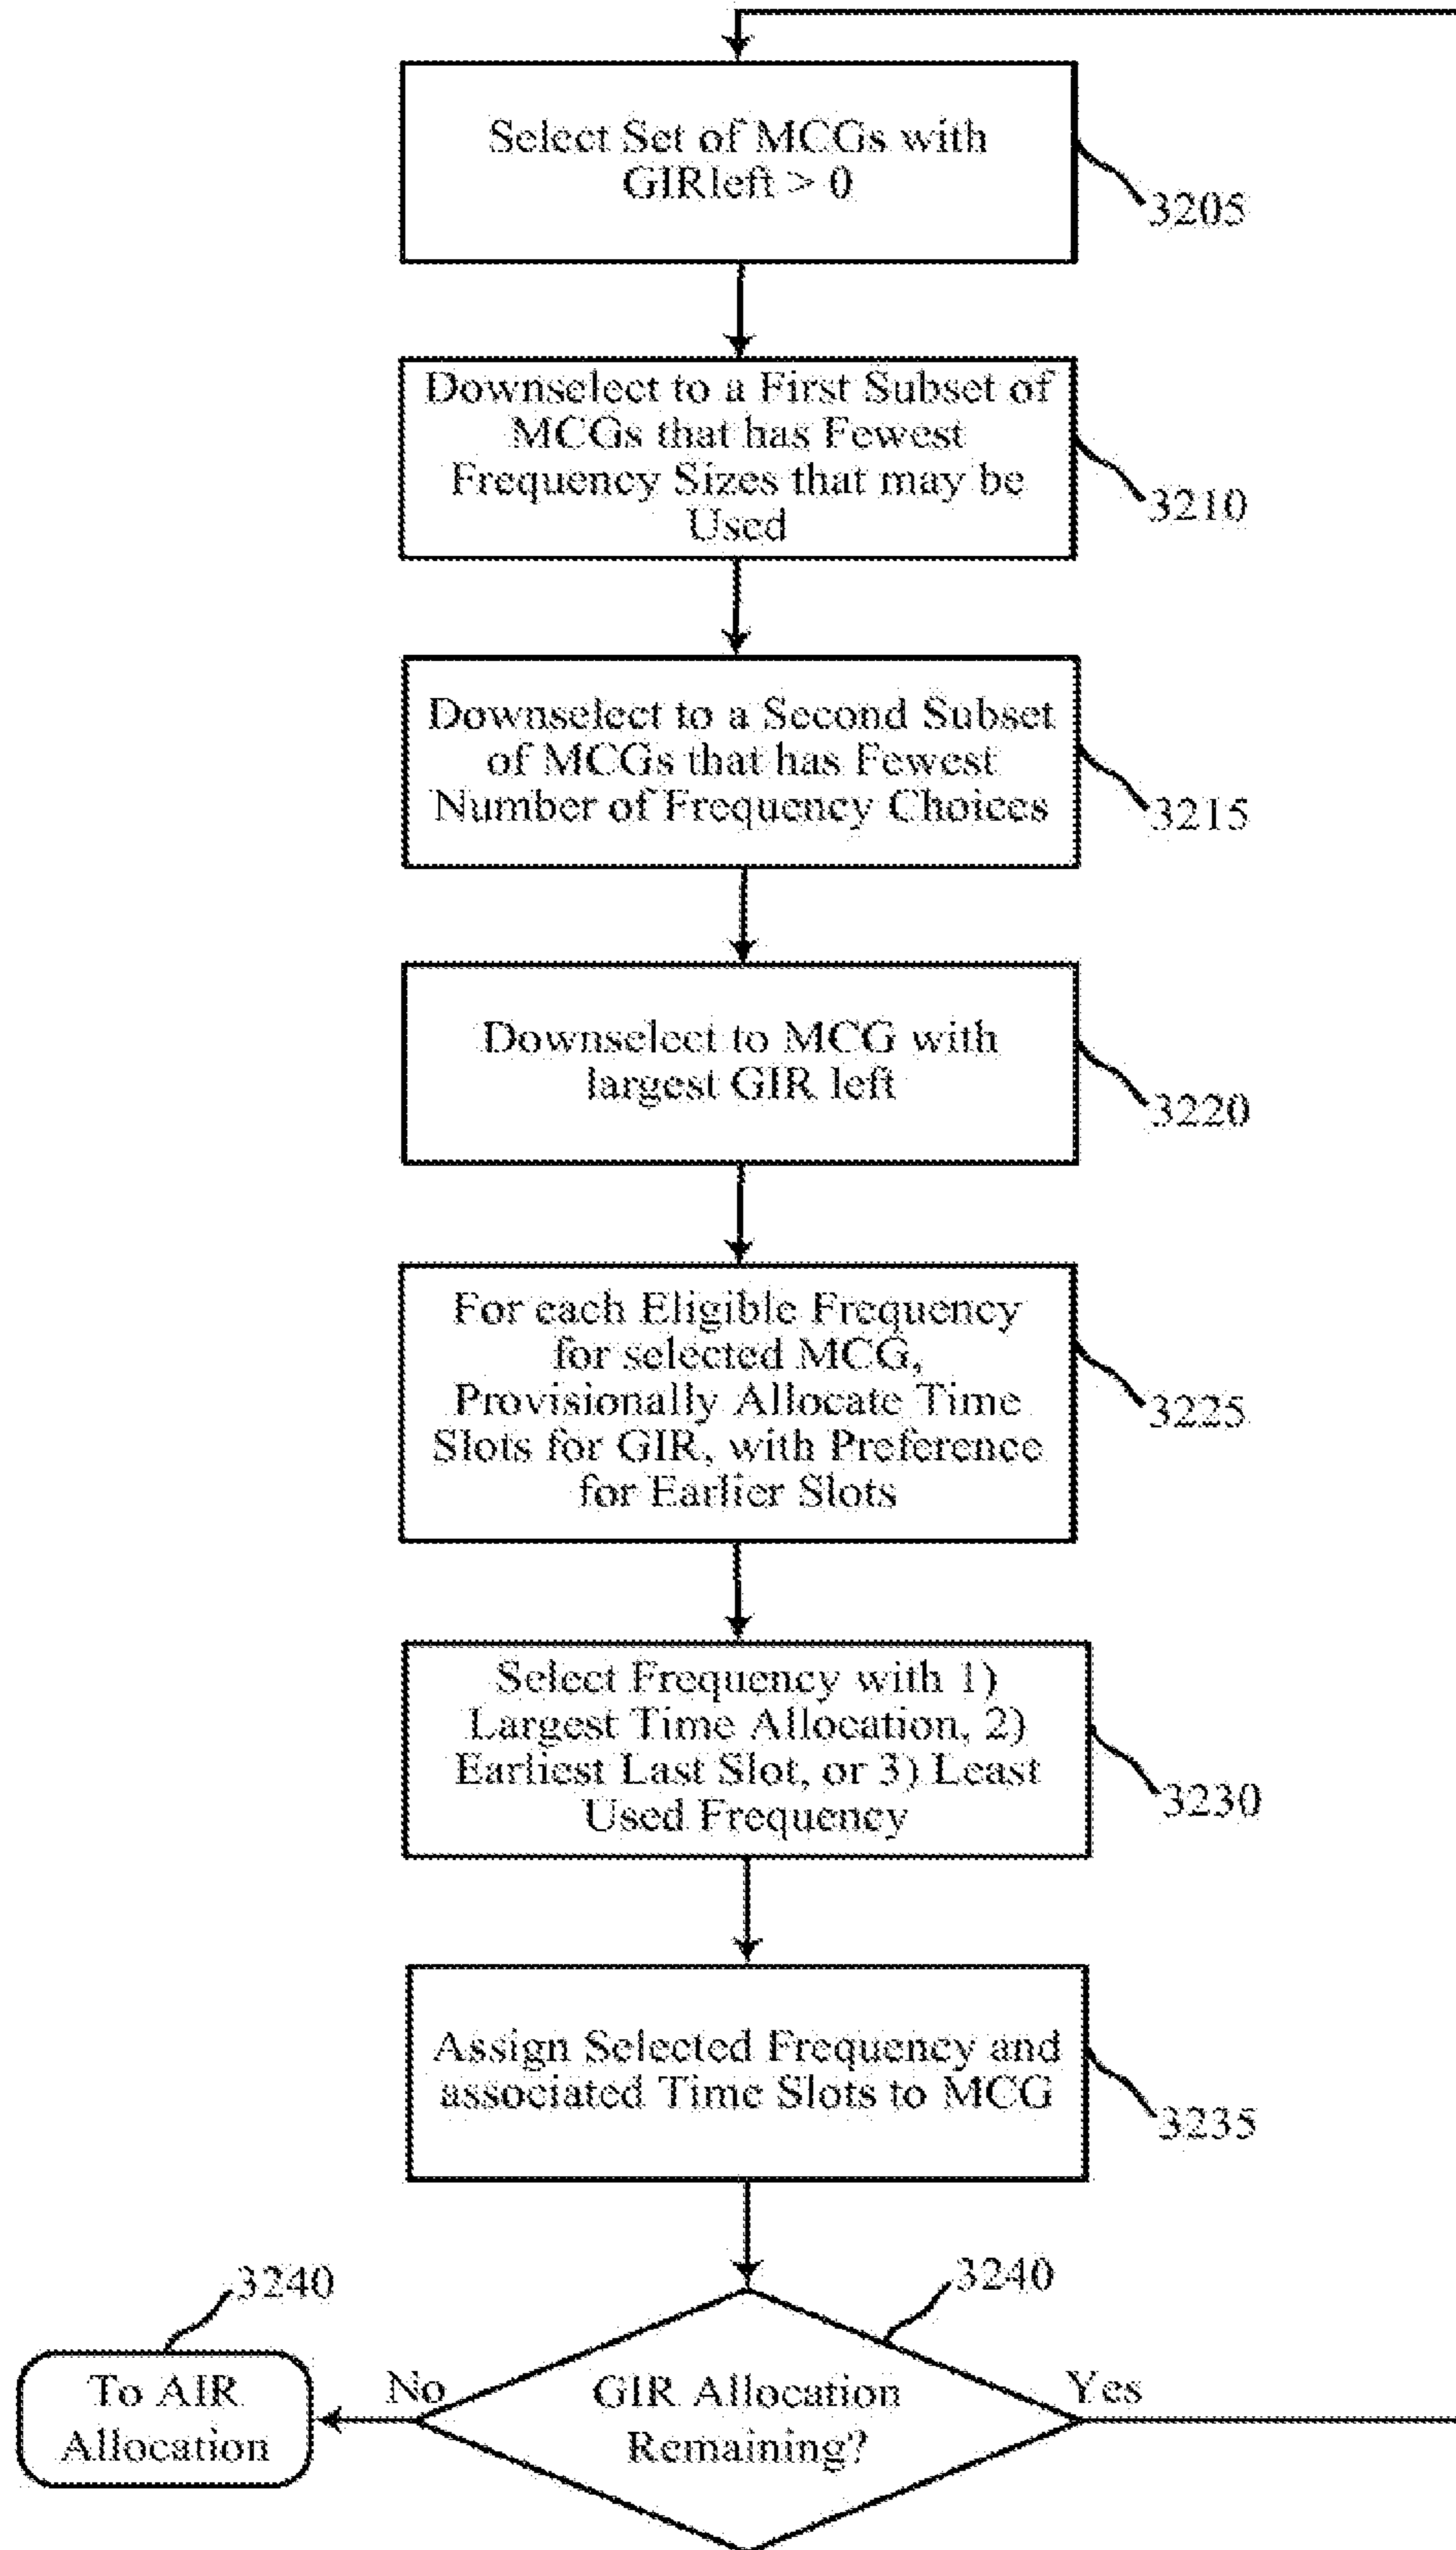 Select Set of MCGs with
GIRleft > 0
3205
Downselect to a First Subset of
MCGs that has Fewest
Frequency Sizes that may be
Used
3210
Downselect to a Second Subset
of MCGs that has Fewest
Number of Frequency Choices
3215
Downselect to MCG with
largest GIR left
3220
For each Eligible Frequency
for selected MCG,
Provisionally Allocate Time
Slots for GIR, with Preference
for Earlier Slots
3225
Select Frequency with 1)
Largest Time Allocation, 2)
Earliest Last Slot, or 3) Least
Used Frequency
3230
Assign Selected Frequency and
associated Time Slots to MCG
3235
3240
3240
To AIR
Allocation
No
GIR Allocation
Remaining?
Yes